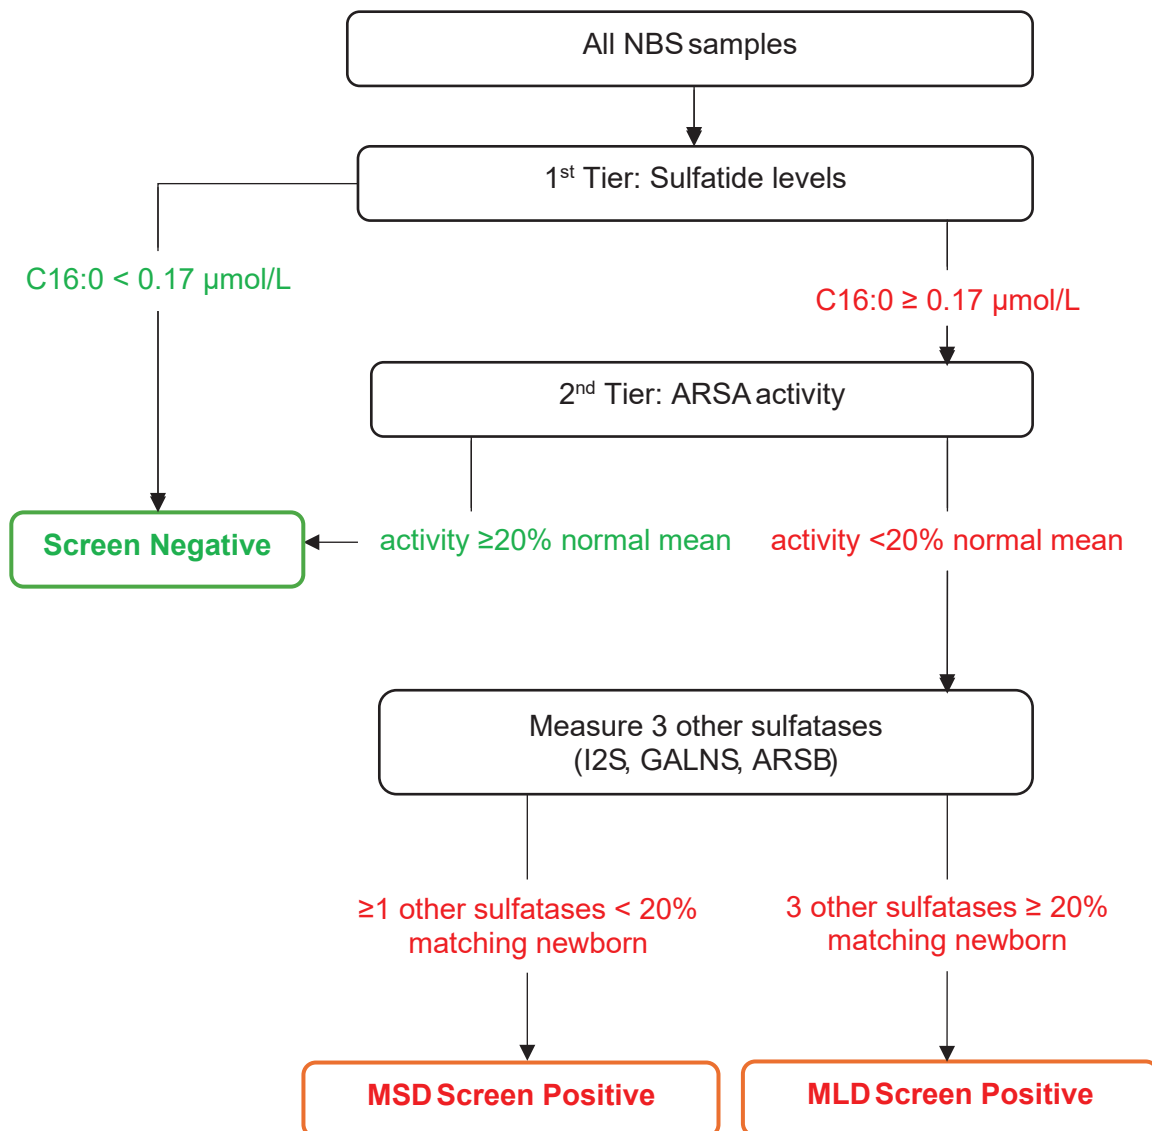 All NBS samples
1st Tier: Sulfatide levels
C16:0 < 0.17 µmol/L
C16:0 ≥ 0.17 µmol/L
2nd Tier: ARSA activity
Screen Negative
activity ≥20% normal mean
activity <20% normal mean
Measure 3 other sulfatases
(I2S, GALNS, ARSB)
≥1 other sulfatases < 20%
matching newborn
3 other sulfatases ≥ 20%
matching newborn
MSD Screen Positive
MLD Screen Positive